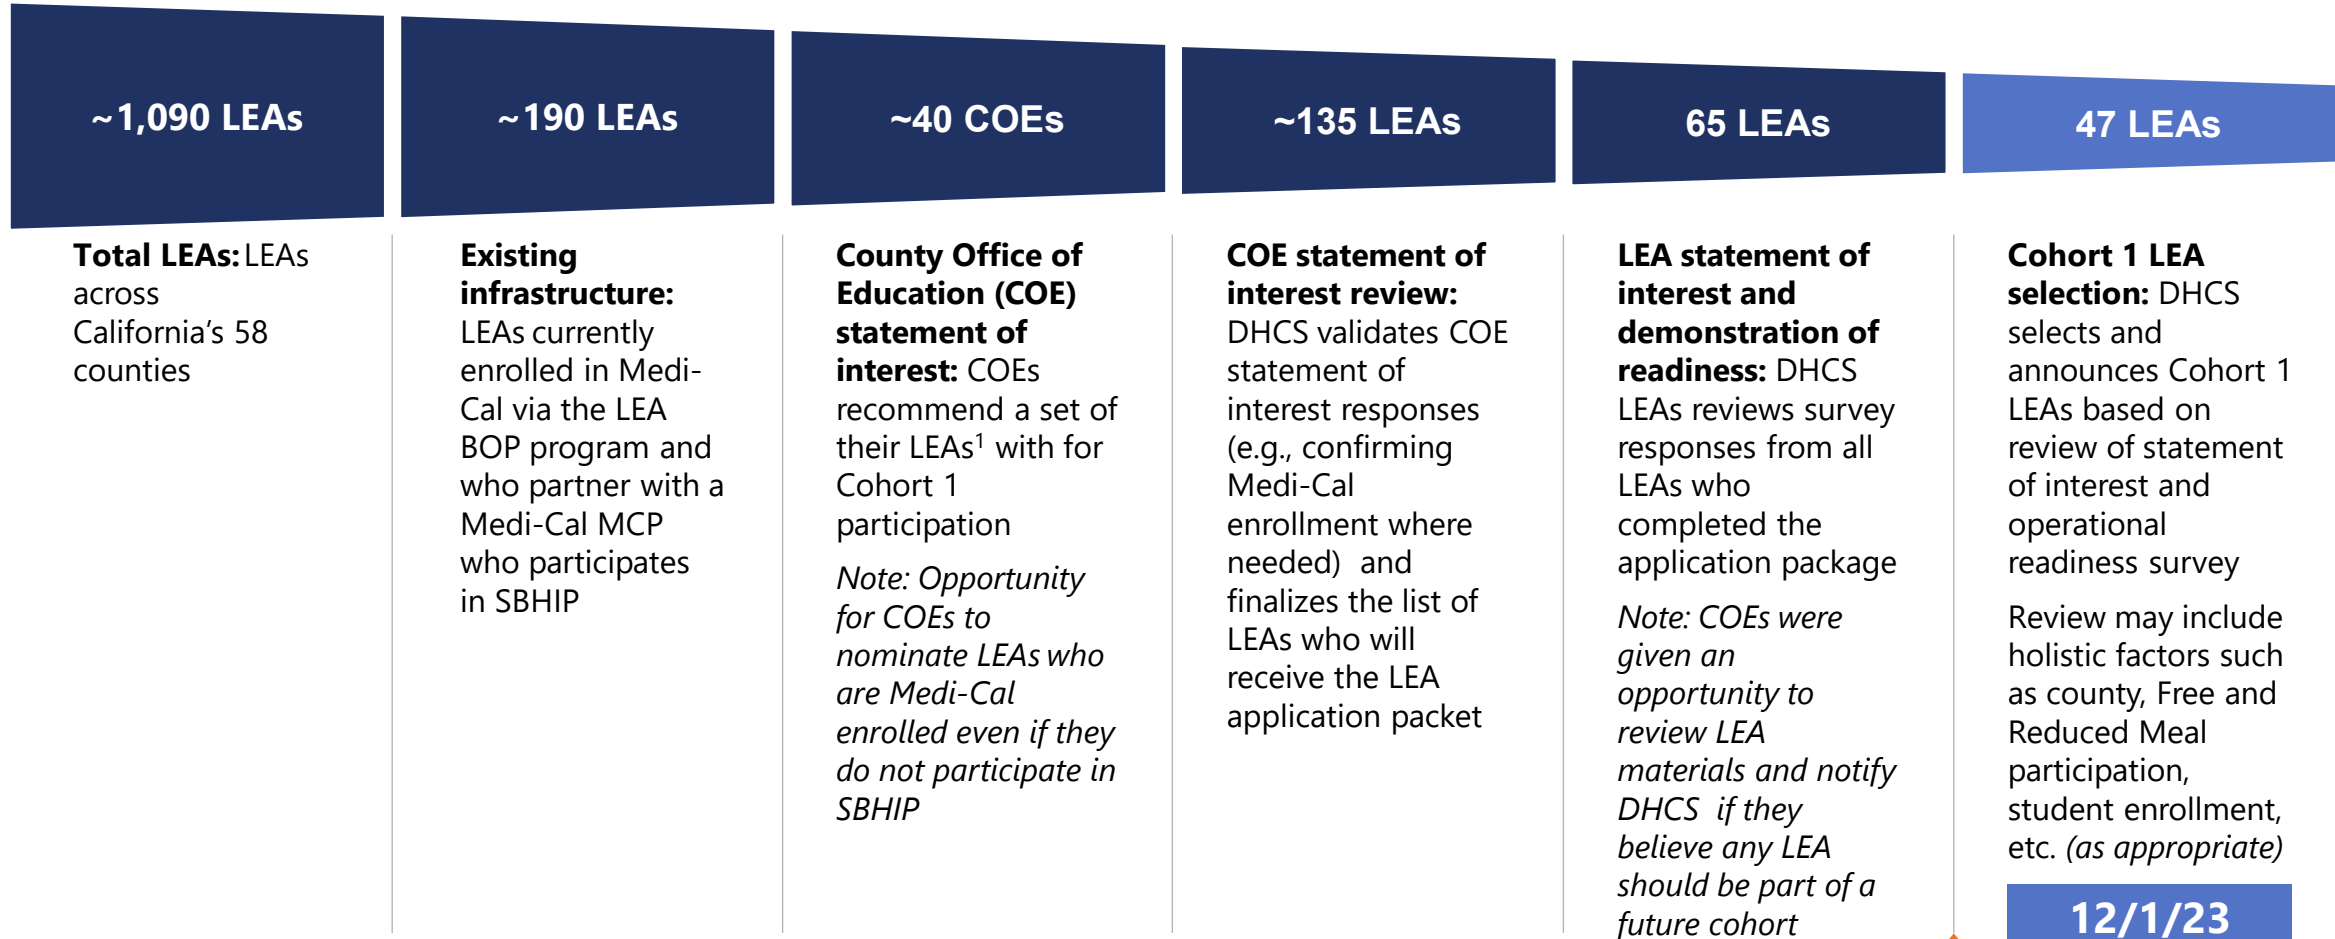 ~1,090 LEAs
~190 LEAs
~40 COEs
~135 LEAs
65 LEAs
47 LEAs
Total LEAs: LEAs
across
California’s 58
counties
Existing
infrastructure:
LEAs currently
enrolled in Medi-
Cal via the LEA
BOP program and
who partner with a
Medi-Cal MCP
who participates
in SBHIP
County Office of
Education (COE)
statement of
interest: COEs
recommend a set of
their LEAs¹ with for
Cohort 1
participation
Note: Opportunity
for COEs to
nominate LEAs who
are Medi-Cal
enrolled even if they
do not participate in
SBHIP
COE statement of
interest review:
DHCS validates COE
statement of
interest responses
(e.g., confirming
Medi-Cal
enrollment where
needed) and
finalizes the list of
LEAs who will
receive the LEA
application packet
LEA statement of
interest and
demonstration of
readiness: DHCS
LEAs reviews survey
responses from all
LEAs who
completed the
application package
Note: COEs were
given an
opportunity to
review LEA
materials and notify
DHCS if they
believe any LEA
should be part of a
future cohort
Cohort 1 LEA
selection: DHCS
selects and
announces Cohort 1
LEAs based on
review of statement
of interest and
operational
readiness survey
Review may include
holistic factors such
as county, Free and
Reduced Meal
participation,
student enrollment,
etc. (as appropriate)
12/1/23